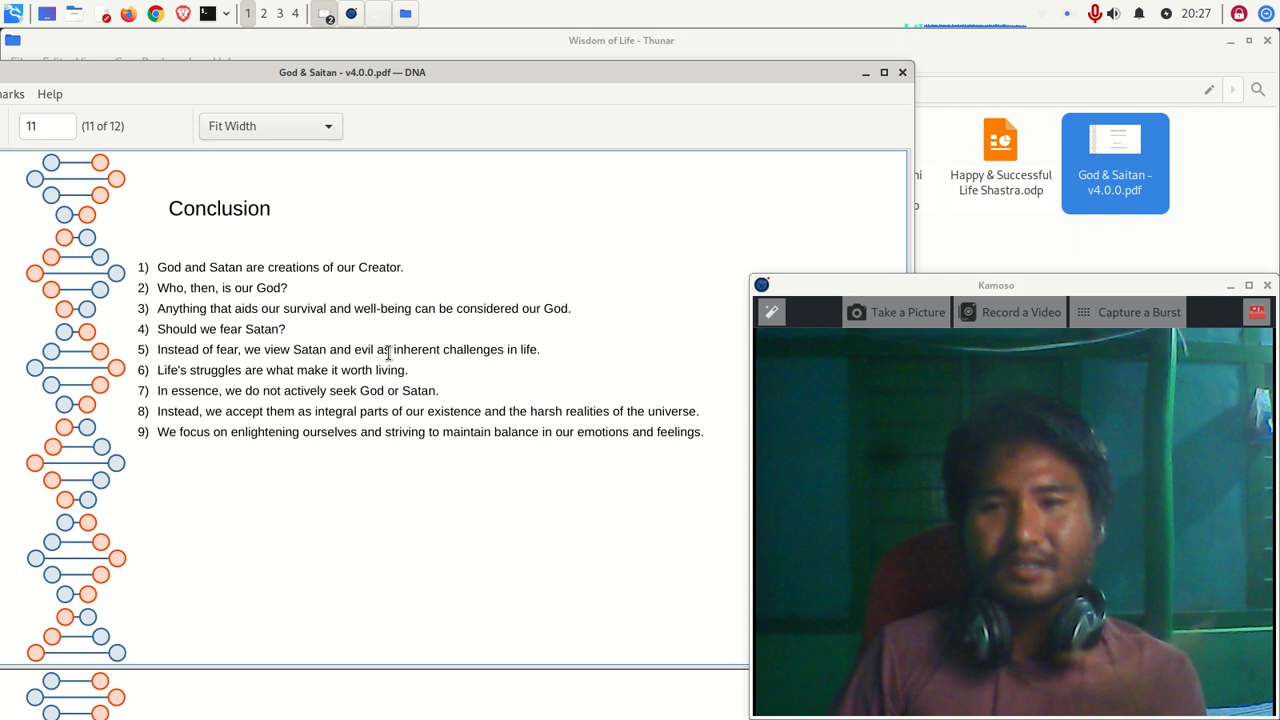 1 2 3 4
2
20:27
Wisdom of Life - Thunar
God & Saitan - v4.0.0.pdf — DNA
arks Help
11 (11 of 12) Fit Width
Conclusion
1) God and Satan are creations of our Creator.
2) Who, then, is our God?
3) Anything that aids our survival and well-being can be considered our God.
4) Should we fear Satan?
5) Instead of fear, we view Satan and evil as inherent challenges in life.
6) Life's struggles are what make it worth living.
7) In essence, we do not actively seek God or Satan.
8) Instead, we accept them as integral parts of our existence and the harsh realities of the universe.
9) We focus on enlightening ourselves and striving to maintain balance in our emotions and feelings.
ni
p
Happy & Successful
Life Shastra.odp
God & Saitan -
v4.0.0.pdf
Kamoso
Take a Picture Record a Video Capture a Burst